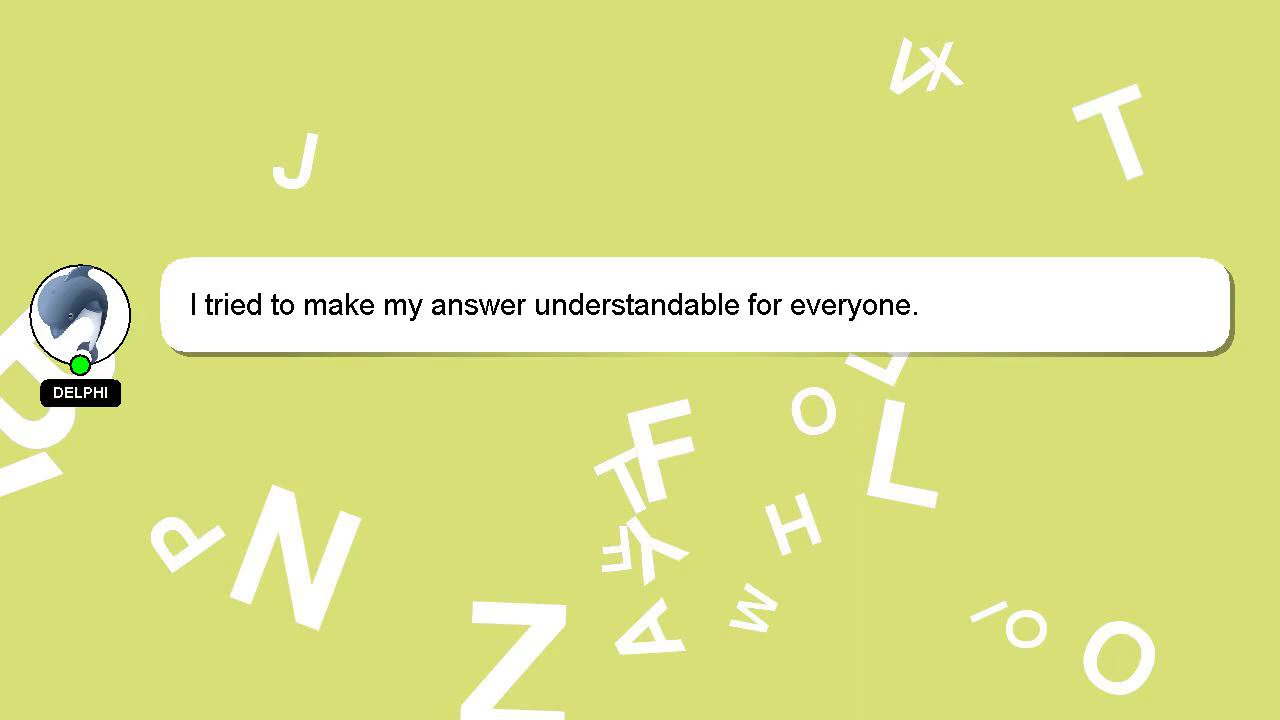 V
X
T
J
I tried to make my answer understandable for everyone.
DELPHI
L
O
F
L
T
P
N
H
F
Y
W
Z
A
I
O
O